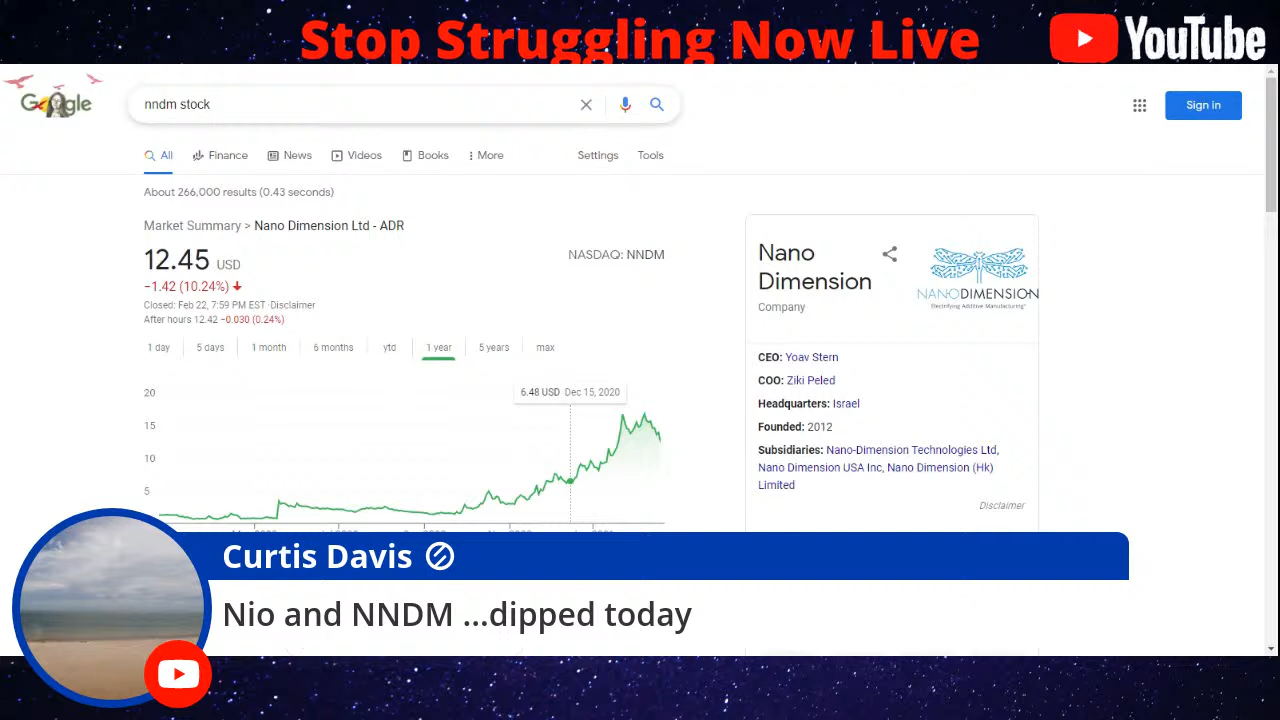 Stop Struggling Now Live
YouTube
Google
nndm stock
Sign in
All Finance News Videos Books More Settings Tools
About 266,000 results (0.43 seconds)
Market Summary > Nano Dimension Ltd - ADR
12.45 USD
NASDAQ: NNDM
−1.42 (10.24%)
Closed: Feb 22, 7:59 PM EST · Disclaimer
After hours 12.42 −0.030 (0.24%)
1 day 5 days 1 month 6 months ytd 1 year 5 years max
6.48 USD Dec 15, 2020
20
15
10
5
Nano
Dimension
Company
NANODIMENSION
Electrifying Additive Manufacturing®
CEO: Yoav Stern
COO: Ziki Peled
Headquarters: Israel
Founded: 2012
Subsidiaries: Nano-Dimension Technologies Ltd,
Nano Dimension USA Inc, Nano Dimension (Hk)
Limited
Disclaimer
Curtis Davis
Nio and NNDM ...dipped today